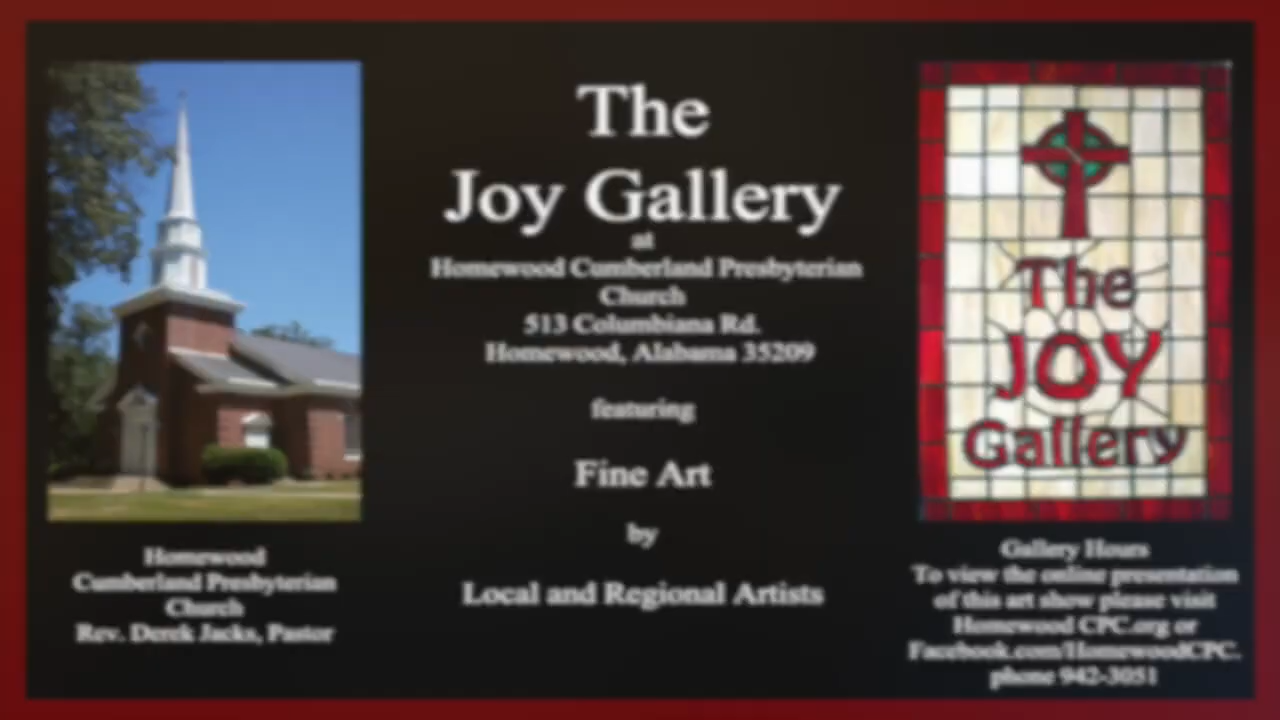 The
Joy Gallery
at
Homewood Cumberland Presbyterian
Church
513 Columbiana Rd.
Homewood, Alabama 35209
featuring
Fine Art
by
Local and Regional Artists
Homewood
Cumberland Presbyterian
Church
Rev. Derek Jacks, Pastor
The
JOY
Gallery
Gallery Hours
To view the online presentation
of this art show please visit
Homewood CPC.org or
Facebook.com/HomewoodCPC.
phone 942-3051